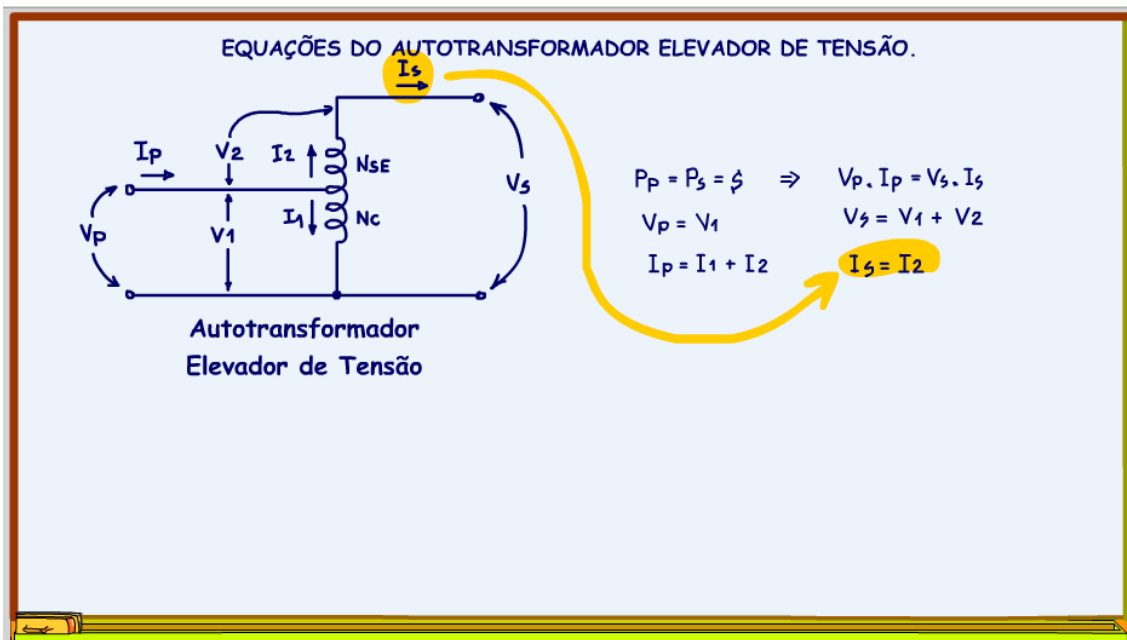 EQUAÇÕES DO AUTOTRANSFORMADOR ELEVADOR DE TENSÃO.
Is
Ip V2 I2 NSE
Vp V1 I1 NC Vs
Autotransformador
Elevador de Tensão
Pp = Ps = S ⇒ Vp. Ip = Vs. Is
Vp = V1 Vs = V1 + V2
Ip = I1 + I2 Is = I2